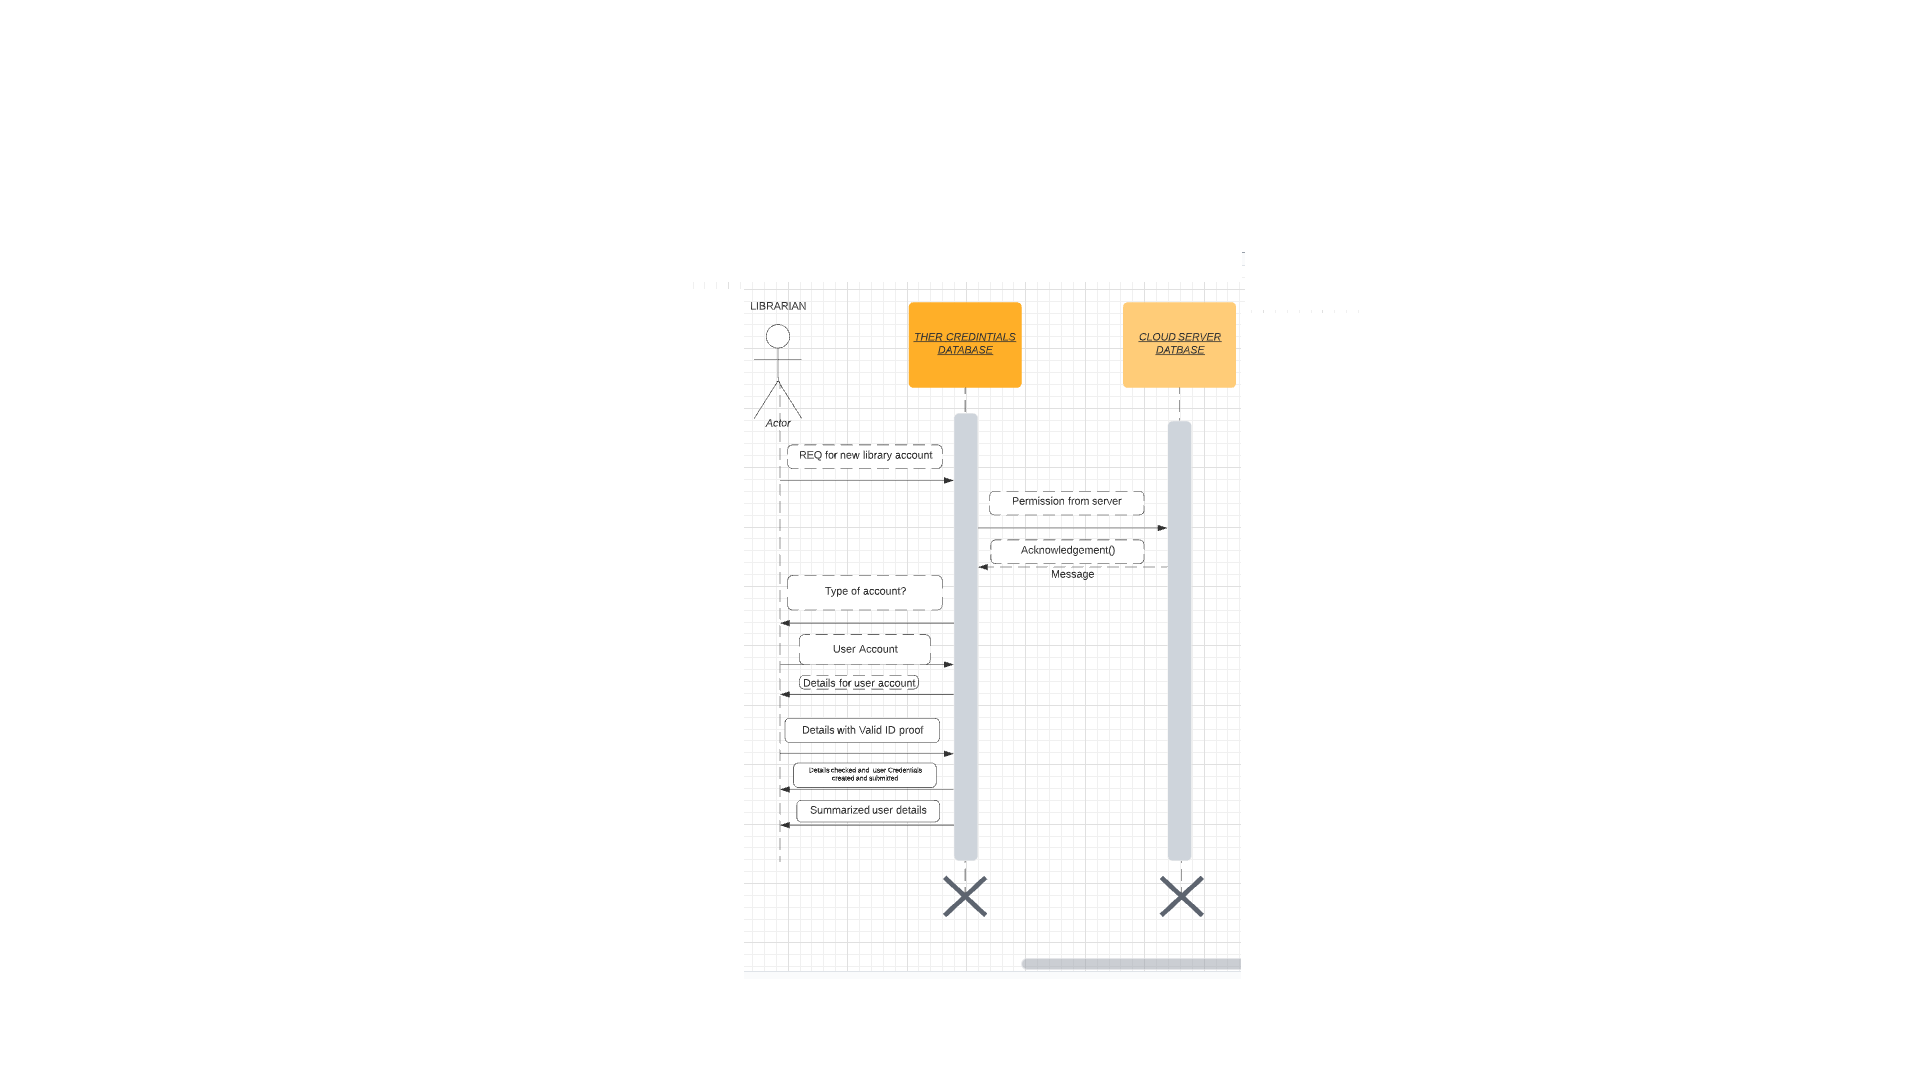 LIBRARIAN
THER CREDINTIALS
DATABASE
CLOUD SERVER
DATBASE
Actor
REQ for new library account
Permission from server
Acknowledgement()
Message
Type of account?
User Account
Details for user account
Details with Valid ID proof
Details checked and user Credentials
created and submitted
Summarized user details